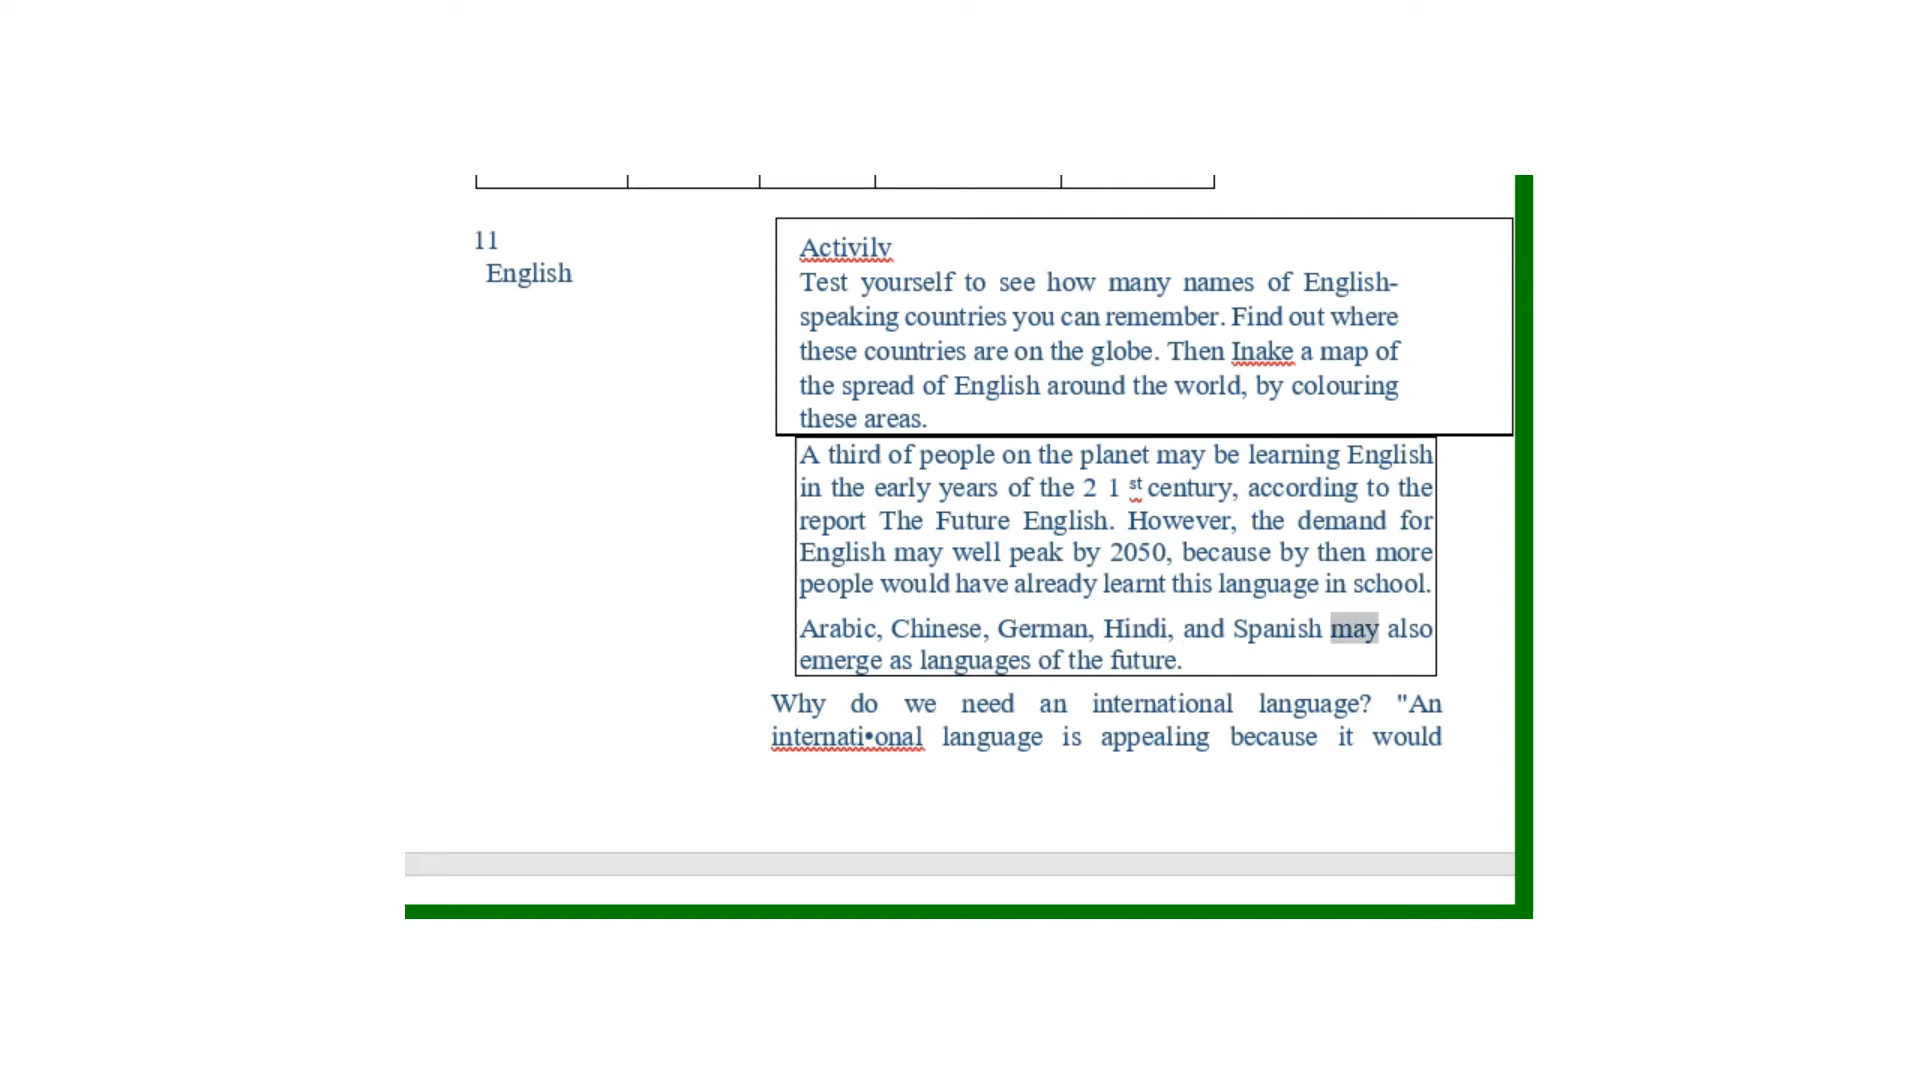 11
English
Activilv
Test yourself to see how many names of English-
speaking countries you can remember. Find out where
these countries are on the globe. Then Inake a map of
the spread of English around the world, by colouring
these areas.
A third of people on the planet may be learning English
in the early years of the 2 1 st century, according to the
report The Future English. However, the demand for
English may well peak by 2050, because by then more
people would have already learnt this language in school.
Arabic, Chinese, German, Hindi, and Spanish may also
emerge as languages of the future.
Why do we need an international language? "An
internati•onal language is appealing because it would